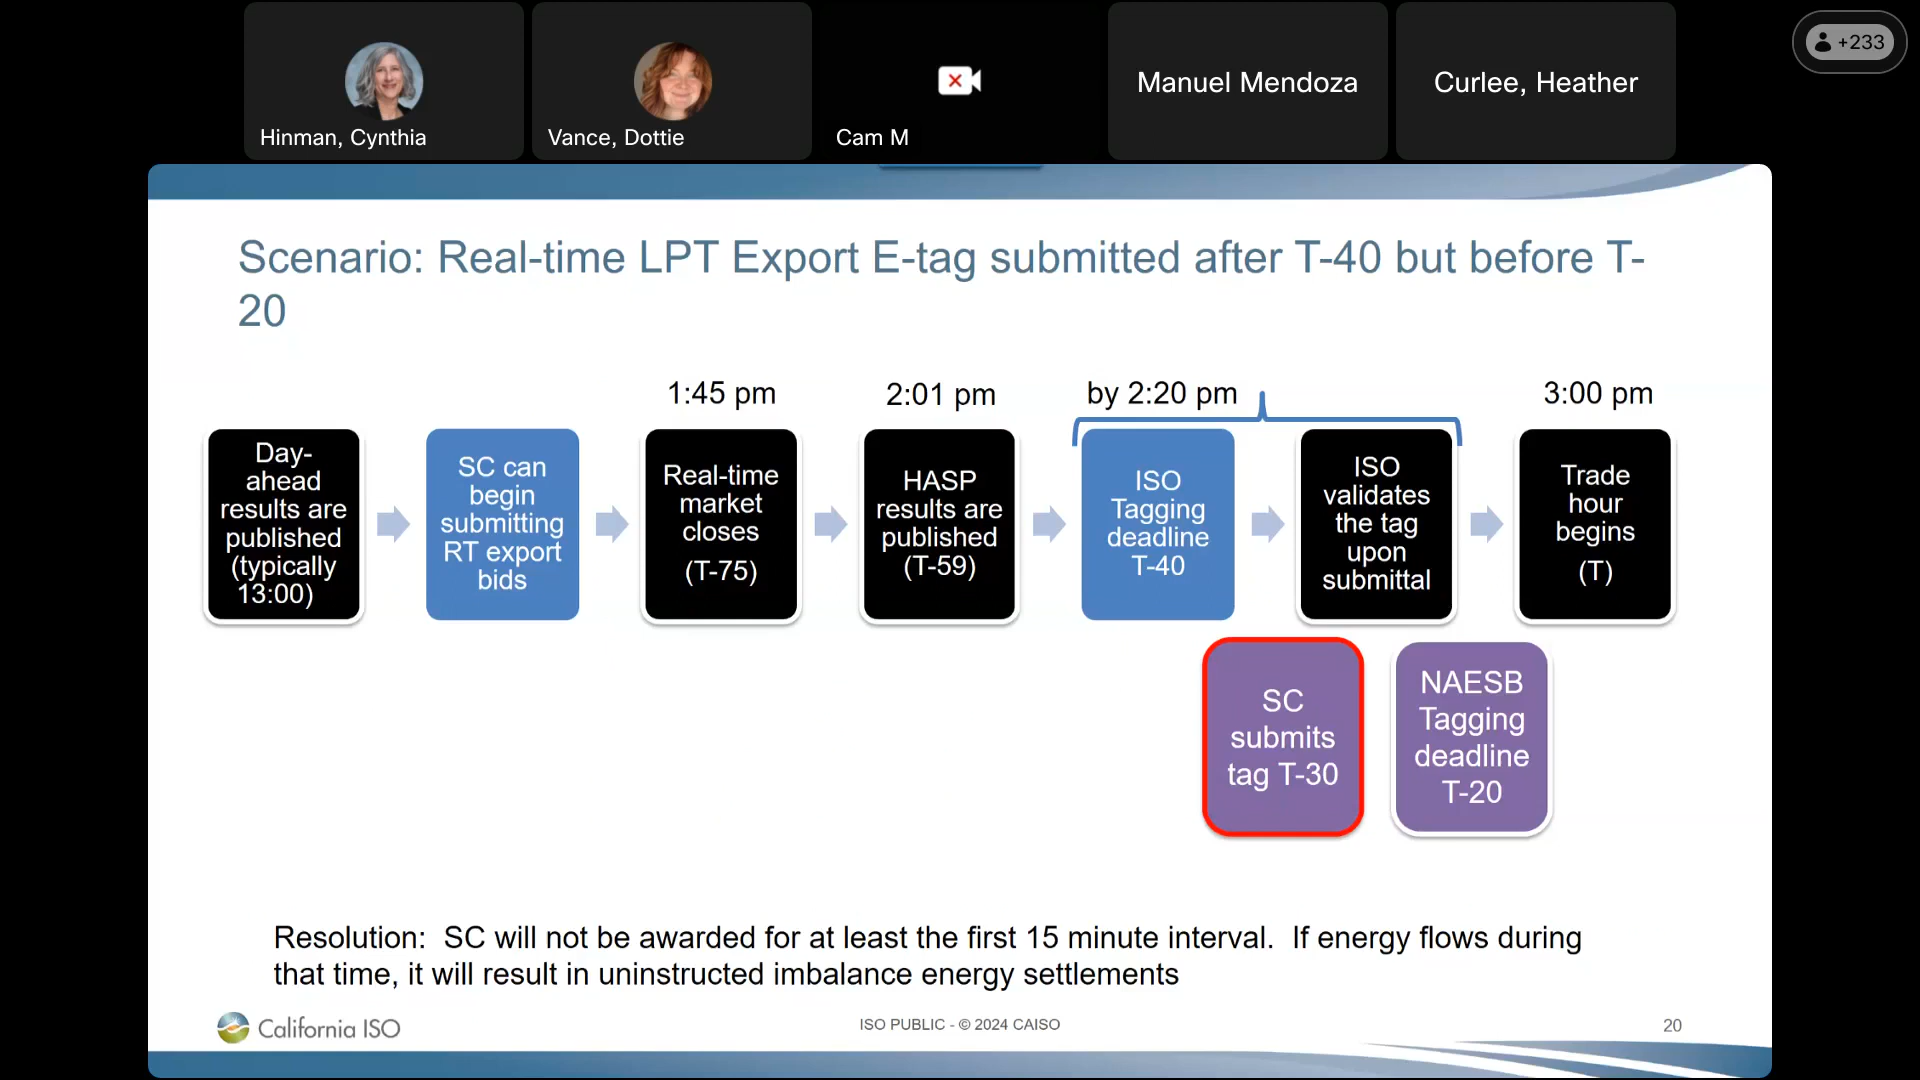 Hinman, Cynthia
Vance, Dottie
Cam M
Manuel Mendoza
Curlee, Heather
+233
Scenario: Real-time LPT Export E-tag submitted after T-40 but before T-
20
1:45 pm
2:01 pm
by 2:20 pm
3:00 pm
Day-
ahead
results are
published
(typically
13:00)
SC can
begin
submitting
RT export
bids
Real-time
market
closes
(T-75)
HASP
results are
published
(T-59)
ISO
Tagging
deadline
T-40
ISO
validates
the tag
upon
submittal
Trade
hour
begins
(T)
SC
submits
tag T-30
NAESB
Tagging
deadline
T-20
Resolution:  SC will not be awarded for at least the first 15 minute interval.  If energy flows during
that time, it will result in uninstructed imbalance energy settlements
California ISO
ISO PUBLIC - © 2024 CAISO
20